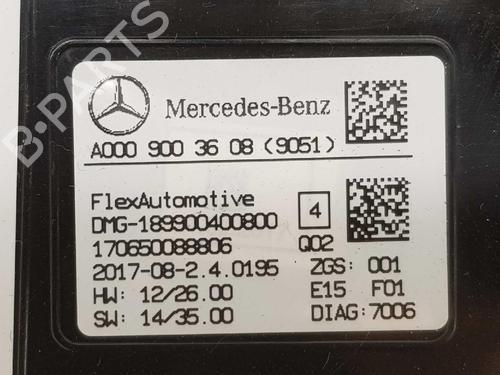 B-PARTS
Mercedes-Benz
A000 900 36 08 (9051)
FlexAutomotive
DMG-189900400800
4
170650088806
Q02
2017-08-2.4.0195
ZGS: 001
HW: 12/26.00
E15 F01
SW: 14/35.00
DIAG:7006